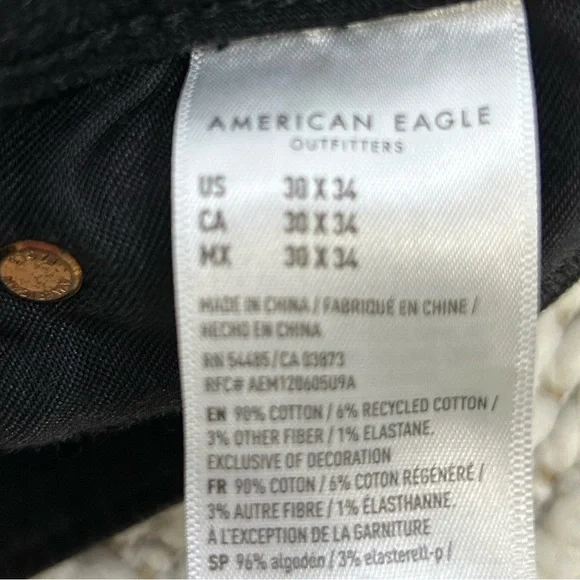 AMERICAN EAGLE
OUTFITTERS
US 30 X 34
CA 30 X 34
MX 30 X 34
MADE IN CHINA / FABRIQUÉ EN CHINE /
HECHO EN CHINA
RN 54485/CA 03873
RFC# AEM120605U9A
EN 90% COTTON / 6% RECYCLED COTTON /
3% OTHER FIBER / 1% ELASTANE.
EXCLUSIVE OF DECORATION
FR 90% COTON / 6% COTON RÉGÉNÉRÉ /
3% AUTRE FIBRE / 1% ÉLASTHANNE.
À L'EXCEPTION DE LA GARNITURE
SP 96% algodón / 3% elasterell-p /